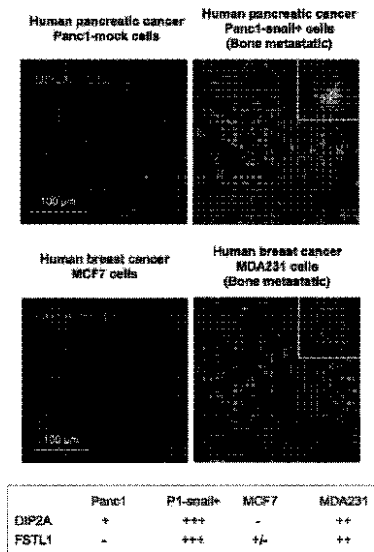 Human pancreatic cancer
Panc1-mock cells
Human pancreatic cancer
Panc1-snail+ cells
(Bone metastatic)
100 μm
Human breast cancer
MCF7 cells
Human breast cancer
MDA231 cells
(Bone metastatic)
100 μm
Panc1 P1-snail+ MCF7 MDA231
DIP2A + +++ - ++
FSTL1 - +++ +/- ++